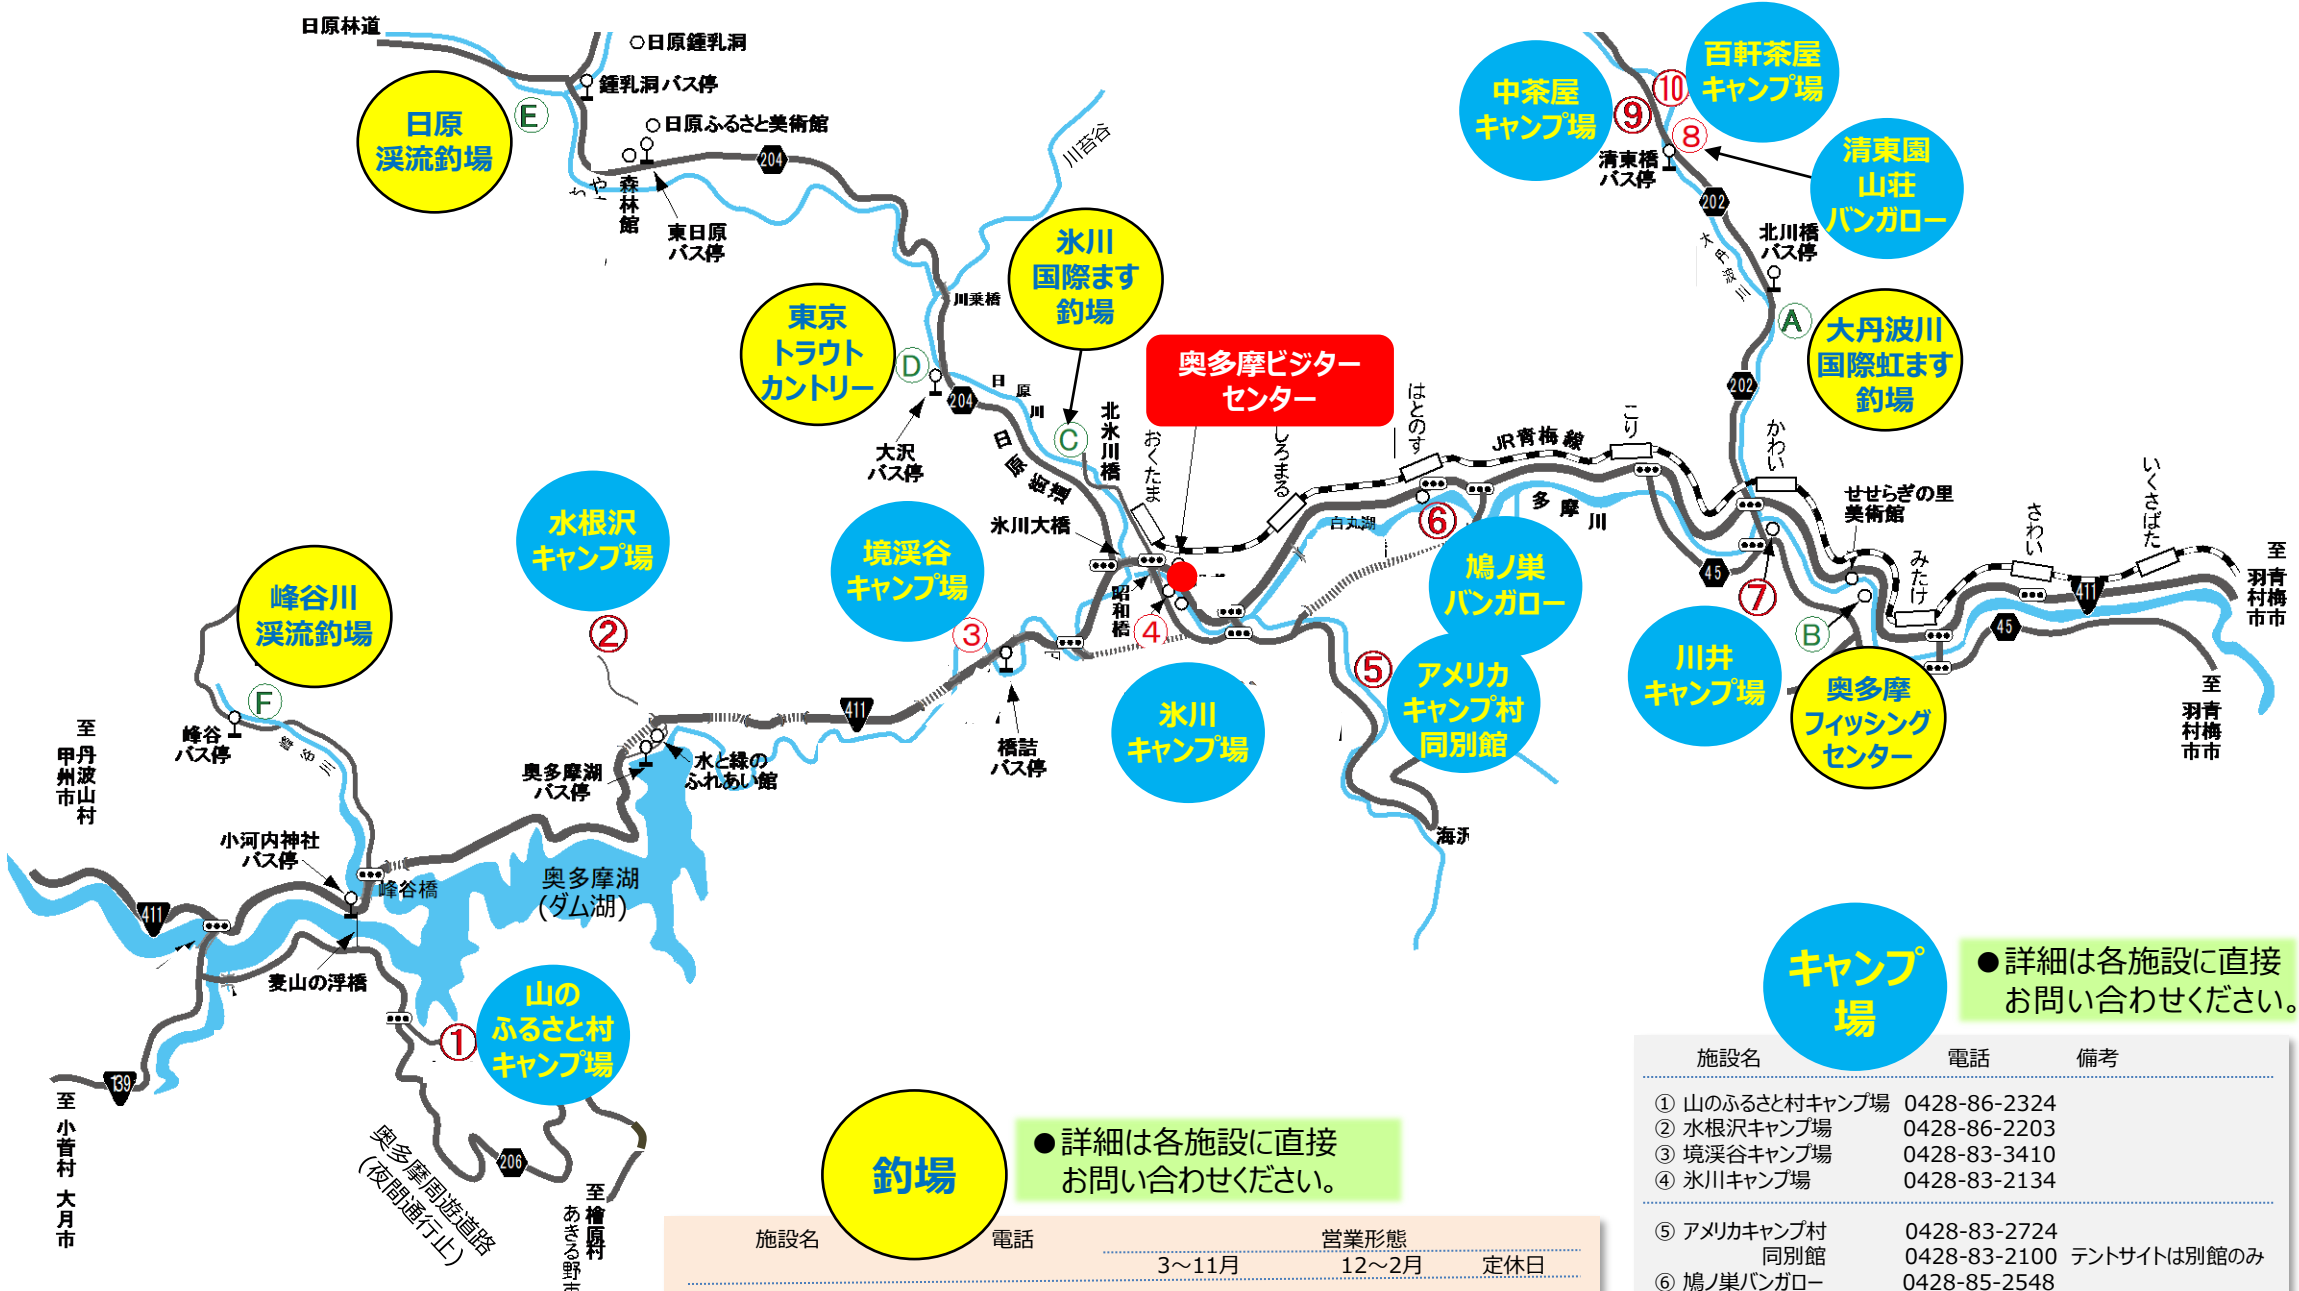 日原林道
○日原鍾乳洞
鍾乳洞バス停
日原
渓流釣場
E
○日原ふるさと美術館
204
森林館
東日原
バス停
川苔谷
川乗橋
氷川
国際ます
釣場
東京
トラウト
カントリー
D
204
大沢
バス停
日原川
日原街道
C
北氷川橋
奥多摩ビジター
センター
おくたま
しろまる
はとのす
JR青梅線
こり
かわい
中茶屋
キャンプ場
⑨
⑩
百軒茶屋
キャンプ場
⑧
清東橋
バス停
清東園
山荘
バンガロー
202
大丹波川
北川橋
バス停
A
大丹波川
国際虹ます
釣場
202
せせらぎの里
美術館
みたけ
さわい
いくさばた
至
青梅市
羽村市
411
45
至
青梅市
羽村市
水根沢
キャンプ場
②
境渓谷
キャンプ場
③
氷川大橋
昭和橋
④
白丸湖
⑥
多摩川
鳩ノ巣
バンガロー
45
⑦
B
川井
キャンプ場
奥多摩
フィッシング
センター
⑤
アメリカ
キャンプ村
同別館
氷川
キャンプ場
海沢
橋詰
バス停
411
峰谷川
渓流釣場
F
峰谷
バス停
峰谷川
至
丹波山村
甲州市
奥多摩湖
バス停
水と緑の
ふれあい館
小河内神社
バス停
峰谷橋
奥多摩湖
(ダム湖)
411
麦山の浮橋
139
至
小菅村
大月市
①
山の
ふるさと村
キャンプ場
206
奥多摩周遊道路
(夜間通行止)
至
檜原村
あきる野市
釣場
●詳細は各施設に直接
お問い合わせください。
施設名 電話 営業形態
3～11月 12～2月 定休日
キャンプ
場
●詳細は各施設に直接
お問い合わせください。
施設名 電話 備考
① 山のふるさと村キャンプ場 0428-86-2324
② 水根沢キャンプ場 0428-86-2203
③ 境渓谷キャンプ場 0428-83-3410
④ 氷川キャンプ場 0428-83-2134
⑤ アメリカキャンプ村 0428-83-2724
同別館 0428-83-2100 テントサイトは別館のみ
⑥ 鳩ノ巣バンガロー 0428-85-2548